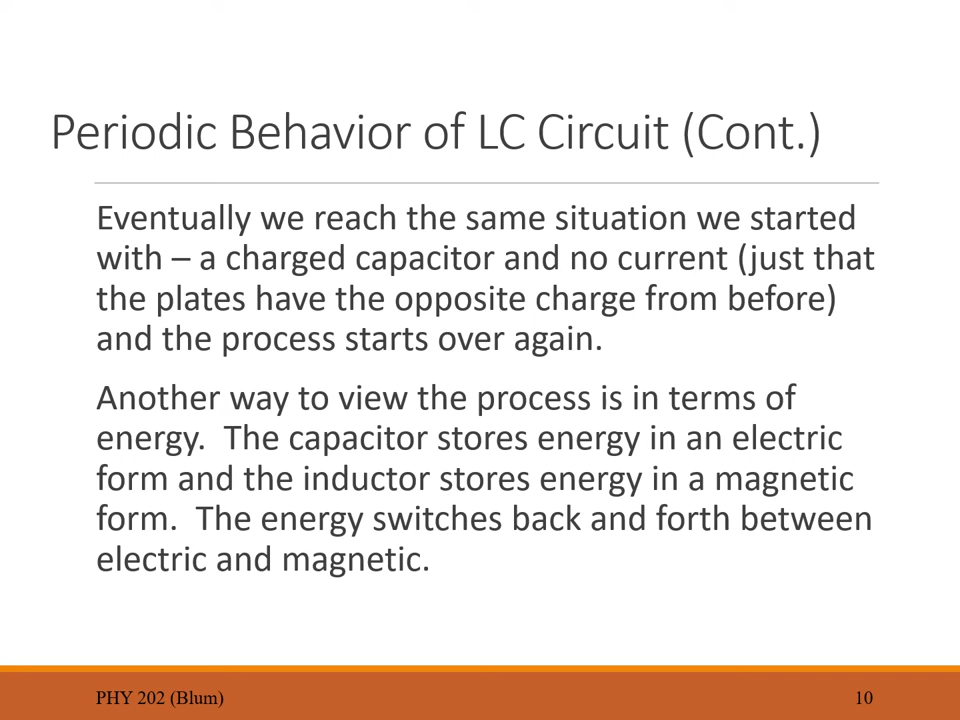 Periodic Behavior of LC Circuit (Cont.)
Eventually we reach the same situation we started
with – a charged capacitor and no current (just that
the plates have the opposite charge from before)
and the process starts over again.
Another way to view the process is in terms of
energy.  The capacitor stores energy in an electric
form and the inductor stores energy in a magnetic
form.  The energy switches back and forth between
electric and magnetic.
PHY 202 (Blum)
10